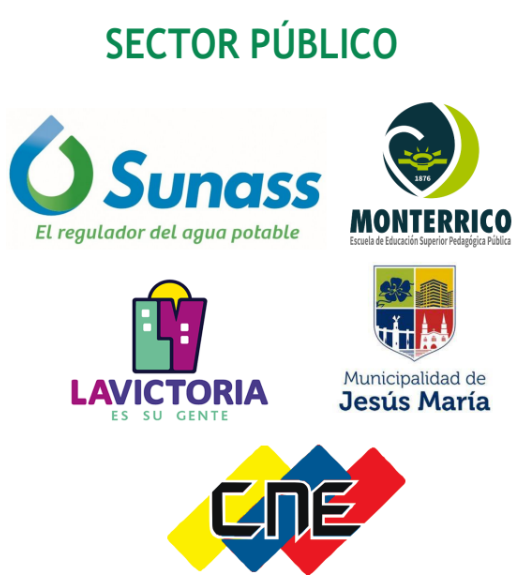 SECTOR PÚBLICO
Sunass
El regulador del agua potable
1876
MONTERRICO
Escuela de Educación Superior Pedagógica Pública
LAVICTORIA
ES SU GENTE
Municipalidad de
Jesús María
CNE